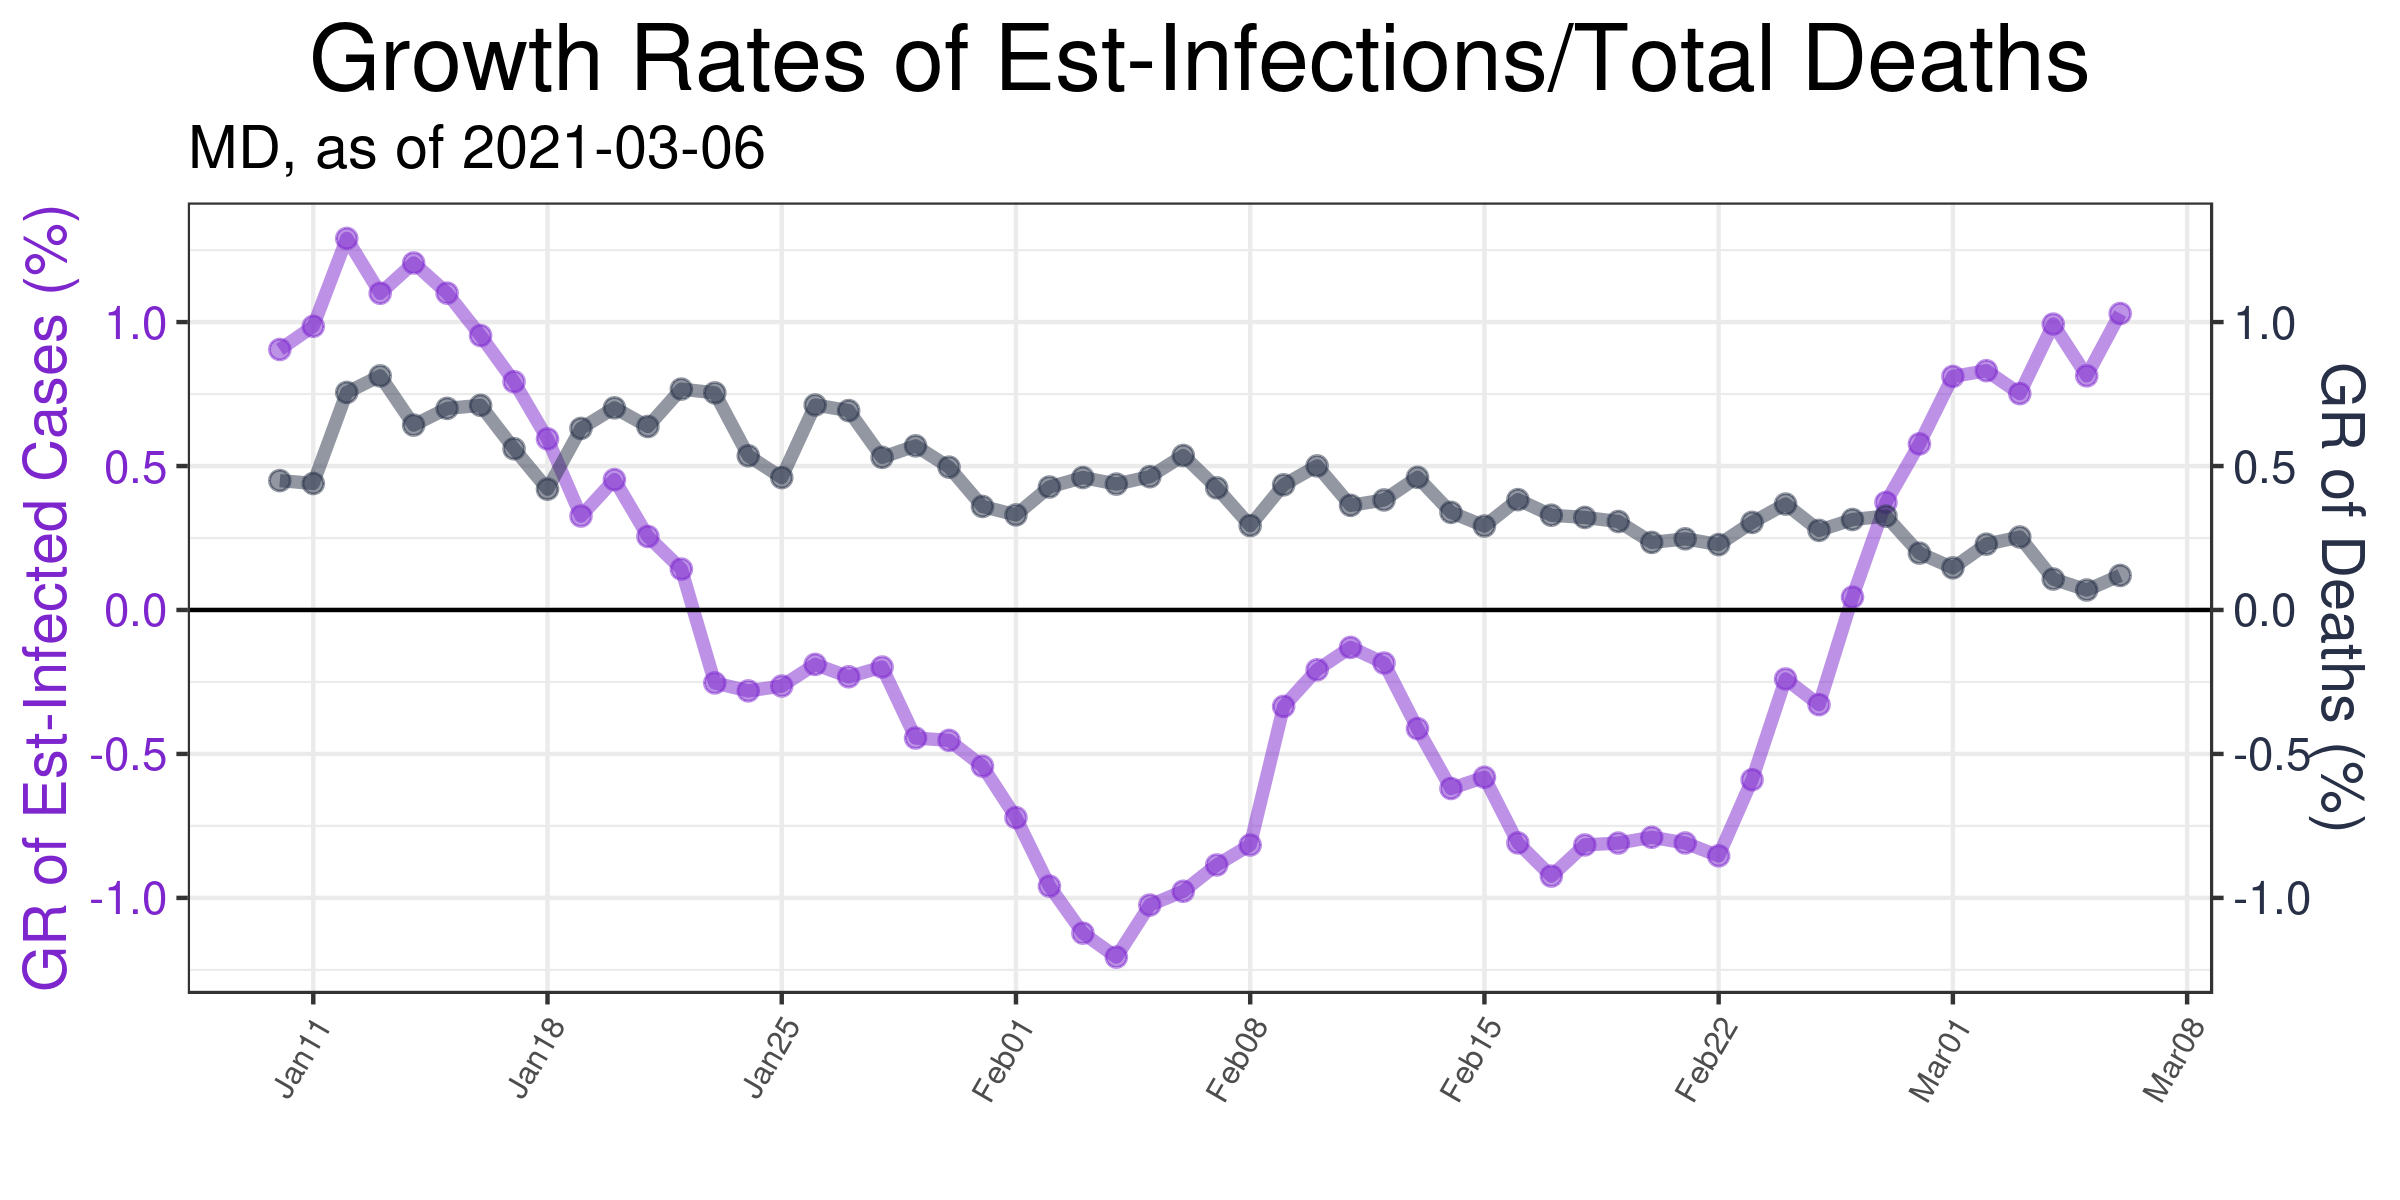 Growth Rates of Est-Infections/Total Deaths
MD, as of 2021-03-06
GR of Est-Infected Cases (%)
1.0
0.5
0.0
-0.5
-1.0
1.0
0.5
0.0
-0.5
-1.0
GR of Deaths (%)
Jan11
Jan18
Jan25
Feb01
Feb08
Feb15
Feb22
Mar01
Mar08